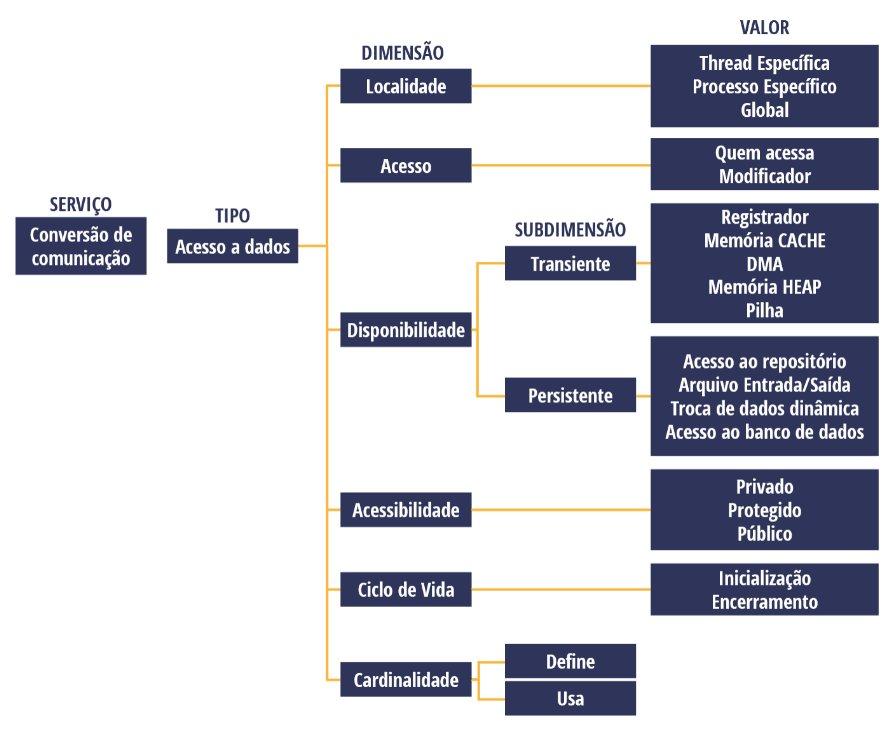 SERVIÇO
Conversão de
comunicação
TIPO
Acesso a dados
DIMENSÃO
Localidade
VALOR
Thread Específica
Processo Específico
Global
Acesso
Quem acessa
Modificador
Disponibilidade
SUBDIMENSÃO
Transiente
Registrador
Memória CACHE
DMA
Memória HEAP
Pilha
Persistente
Acesso ao repositório
Arquivo Entrada/Saída
Troca de dados dinâmica
Acesso ao banco de dados
Acessibilidade
Privado
Protegido
Público
Ciclo de Vida
Inicialização
Encerramento
Cardinalidade
Define
Usa